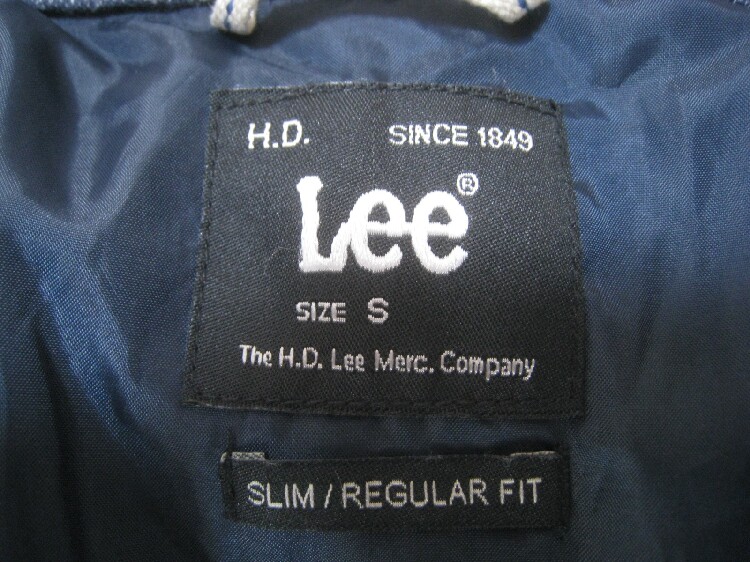 H.D. SINCE 1849
Lee®
SIZE S
The H.D. Lee Merc. Company
SLIM / REGULAR FIT